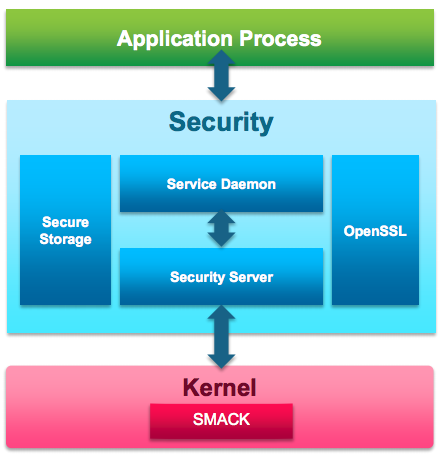 Application Process
Security
Service Daemon
Secure
Storage
OpenSSL
Security Server
Kernel
SMACK